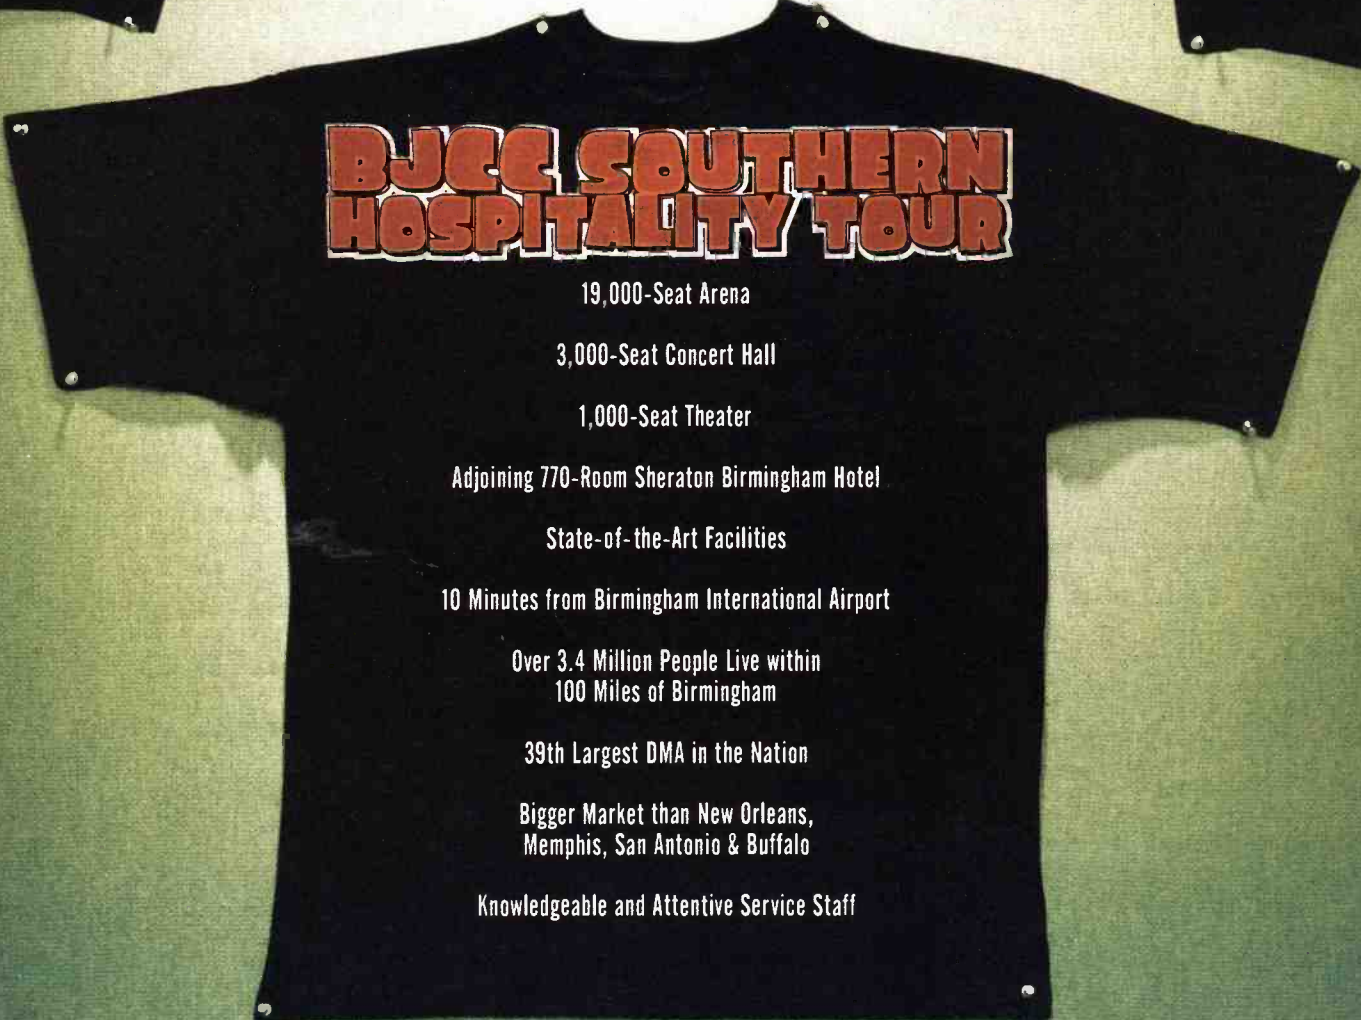 BJCC SOUTHERN
HOSPITALITY TOUR
19,000-Seat Arena
3,000-Seat Concert Hall
1,000-Seat Theater
Adjoining 770-Room Sheraton Birmingham Hotel
State-of-the-Art Facilities
10 Minutes from Birmingham International Airport
Over 3.4 Million People Live within
100 Miles of Birmingham
39th Largest DMA in the Nation
Bigger Market than New Orleans,
Memphis, San Antonio & Buffalo
Knowledgeable and Attentive Service Staff